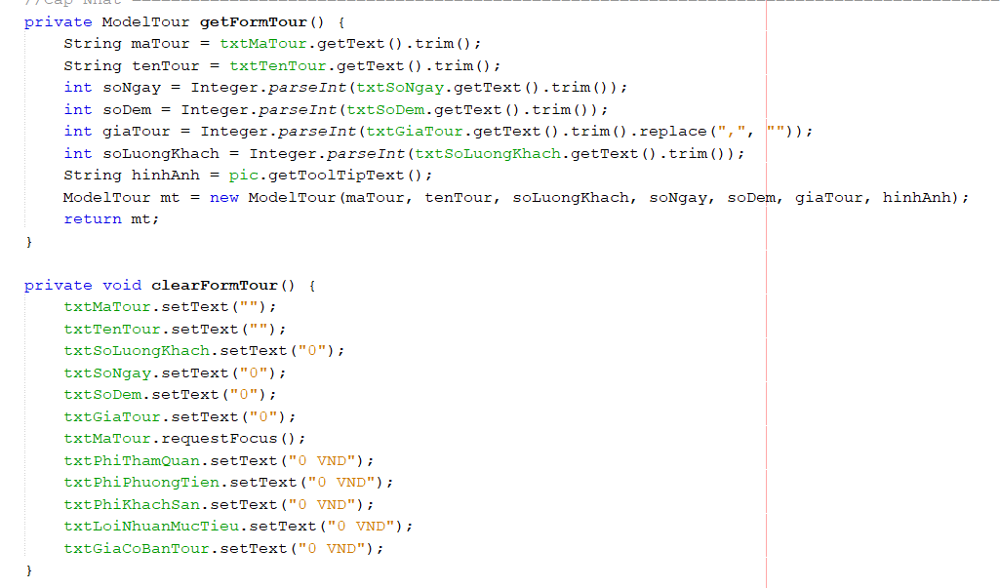 //Cap Nhat
private ModelTour getFormTour() {
String maTour = txtMaTour.getText().trim();
String tenTour = txtTenTour.getText().trim();
int soNgay = Integer.parseInt(txtSoNgay.getText().trim());
int soDem = Integer.parseInt(txtSoDem.getText().trim());
int giaTour = Integer.parseInt(txtGiaTour.getText().trim().replace(",", ""));
int soLuongKhach = Integer.parseInt(txtSoLuongKhach.getText().trim());
String hinhAnh = pic.getToolTipText();
ModelTour mt = new ModelTour(maTour, tenTour, soLuongKhach, soNgay, soDem, giaTour, hinhAnh);
return mt;
}
private void clearFormTour() {
txtMaTour.setText("");
txtTenTour.setText("");
txtSoLuongKhach.setText("0");
txtSoNgay.setText("0");
txtSoDem.setText("0");
txtGiaTour.setText("0");
txtMaTour.requestFocus();
txtPhiThamQuan.setText("0 VND");
txtPhiPhuongTien.setText("0 VND");
txtPhiKhachSan.setText("0 VND");
txtLoiNhuanMucTieu.setText("0 VND");
txtGiaCoBanTour.setText("0 VND");
}